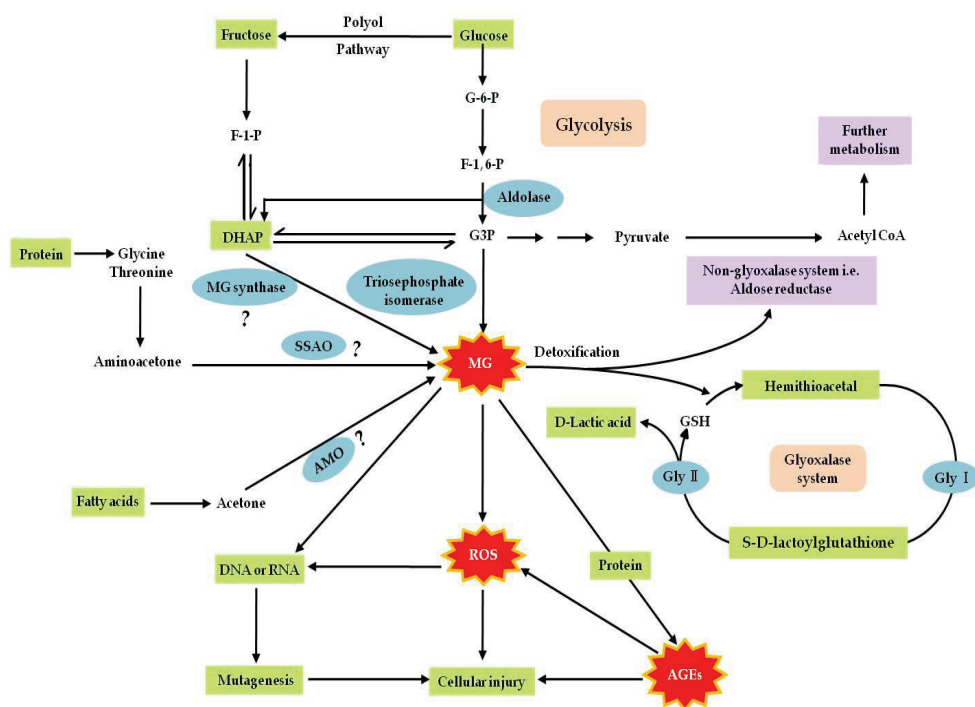 Polyol
Fructose
Glucose
Pathway
G-6-P
Glycolysis
Further
metabolism
F-1-P
F-1,6-P
Aldolase
DHAP
G3P
Pyruvate
Acetyl CoA
Protein
Glycine
Threonine
MG synthase
?
Triosephosphate
isomerase
Non-glyoxalase system i.e.
Aldose reductase
SSAO
?
Aminoacetone
MG
Detoxification
Hemithioacetal
D-Lactic acid
GSH
AMO
?
Gly II
Glyoxalase
system
Gly I
Fatty acids
Acetone
S-D-lactoylglutathione
ROS
DNA or RNA
Protein
Mutagenesis
Cellular injury
AGEs